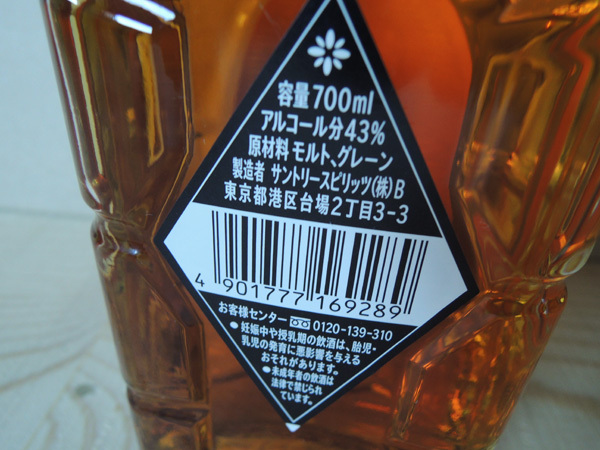 容量700ml
アルコール分43%
原材料 モルト、グレーン
製造者 サントリースピリッツ(株)B
東京都港区台場2丁目3-3
4 901777 169289
お客様センター 0120-139-310
●妊娠中や授乳期の飲酒は、胎児・
乳児の発育に悪影響を与える
おそれがあります。
●未成年者の飲酒は
法律で禁じられ
ています。